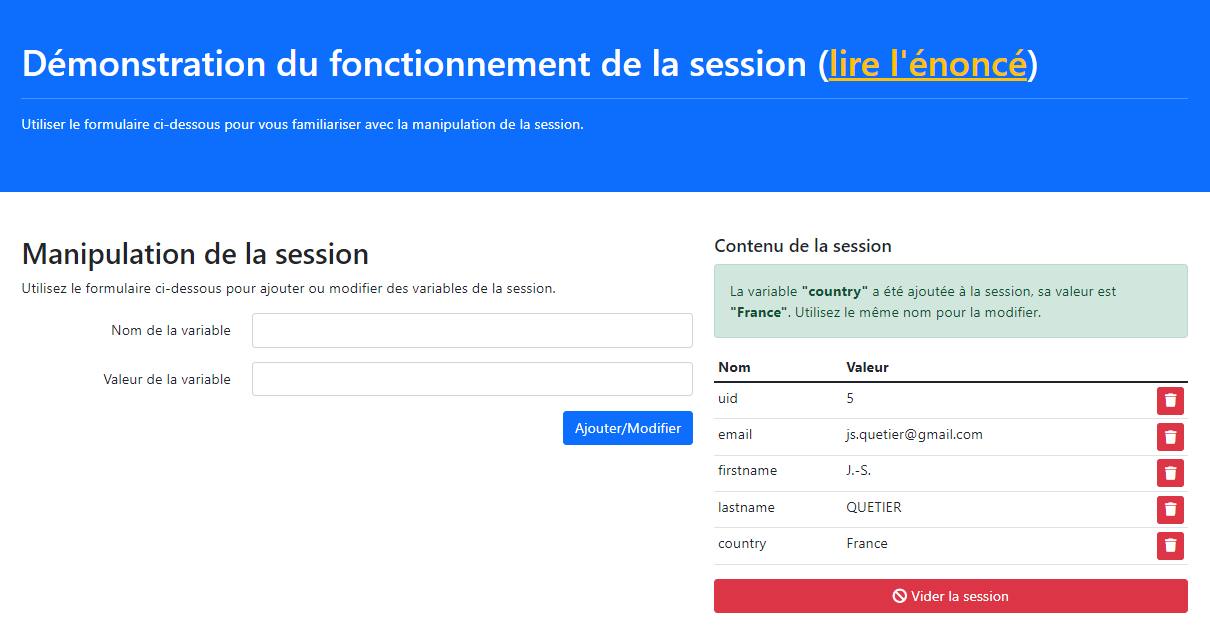 Démonstration du fonctionnement de la session (lire l'énoncé)
Utiliser le formulaire ci-dessous pour vous familiariser avec la manipulation de la session.
Manipulation de la session
Utilisez le formulaire ci-dessous pour ajouter ou modifier des variables de la session.
Nom de la variable
Valeur de la variable
Ajouter/Modifier
Contenu de la session
La variable "country" a été ajoutée à la session, sa valeur est
"France". Utilisez le même nom pour la modifier.
Nom Valeur
uid 5
email js.quetier@gmail.com
firstname J.-S.
lastname QUETIER
country France
Vider la session